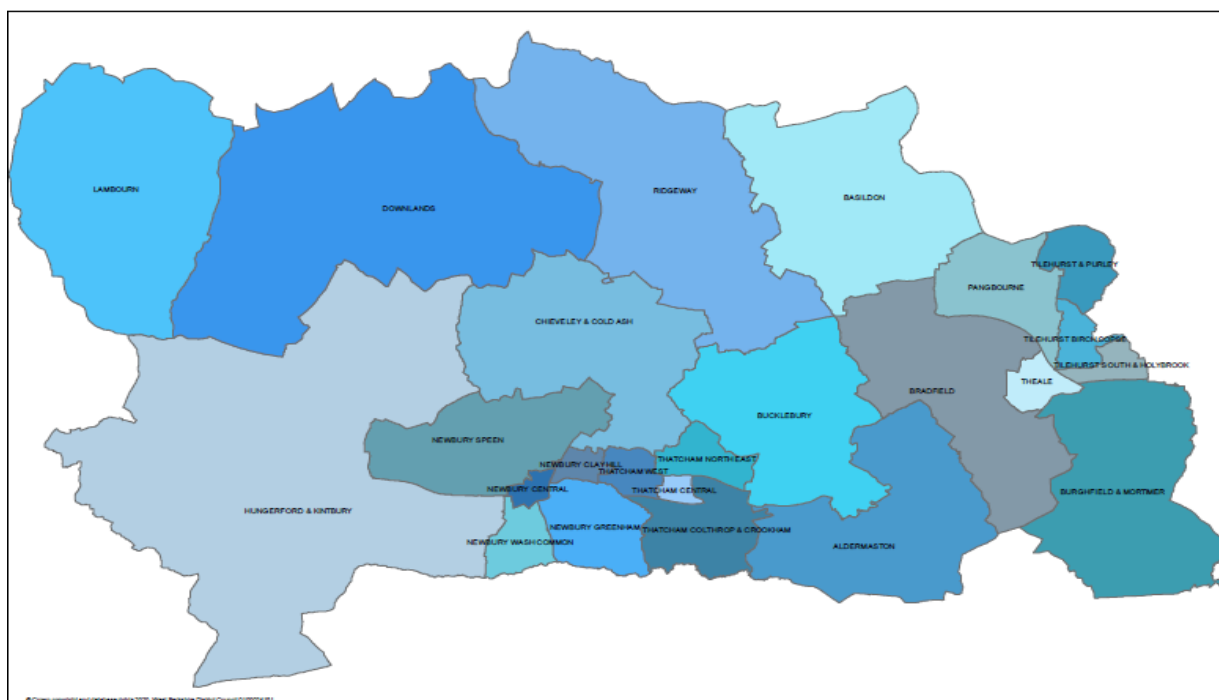 LAMBOURN
DOWNLANDS
RIDGEWAY
BASILDON
TILEHURST & PURLEY
PANGBOURNE
CHIEVELEY & COLD ASH
TILEHURST BIRCH COPSE
TILEHURST SOUTH & HOLYBROOK
THEALE
BRADFIELD
BUCKLEBURY
NEWBURY SPEEN
NEWBURY CLAY HILL
THATCHAM WEST
THATCHAM NORTH EAST
NEWBURY CENTRAL
THATCHAM CENTRAL
BURGHFIELD & MORTIMER
HUNGERFORD & KINTBURY
NEWBURY GREENHAM
THATCHAM COLTHROP & CROOKHAM
NEWBURY WASH COMMON
ALDERMASTON